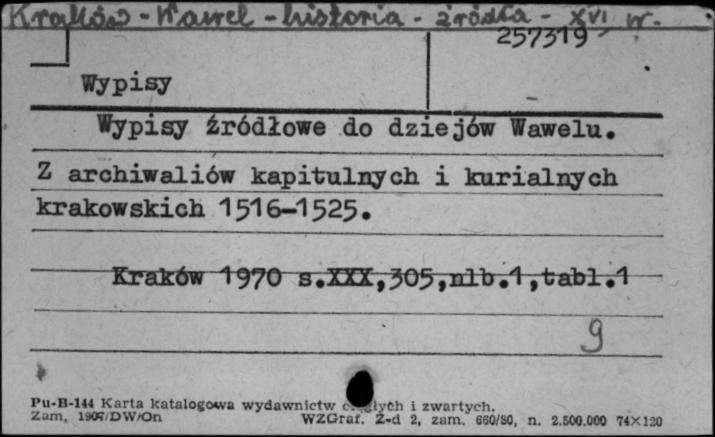 Kraków - Wawel - historia - źródła - XVI w.
257319
Wypisy
Wypisy źródłowe do dziejów Wawelu.
Z archiwaliów kapitulnych i kurialnych
krakowskich 1516-1525.
Kraków 1970 s.XXX,305,nlb.1,tabl.1
9
Pu-B-144 Karta katalogowa wydawnictw ciągłych i zwartych.
Zam, 1907/DW/On WZGraf. Z-d 2, zam. 660/80, n. 2.500.000 74×120